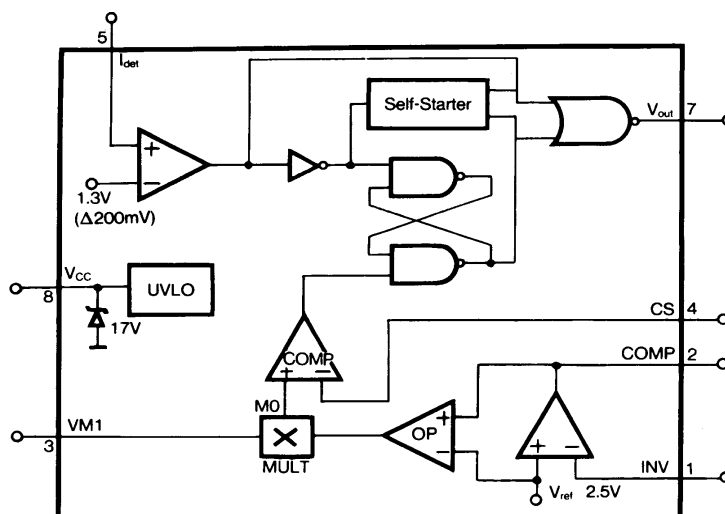 5
Idet
Self-Starter
Vout
7
+
−
1.3V
(Δ200mV)
VCC
8
UVLO
17V
CS
4
COMP
+ −
COMP
2
M0
VM1
3
×
MULT
+
OP
−
+ −
INV
1
Vref
2.5V